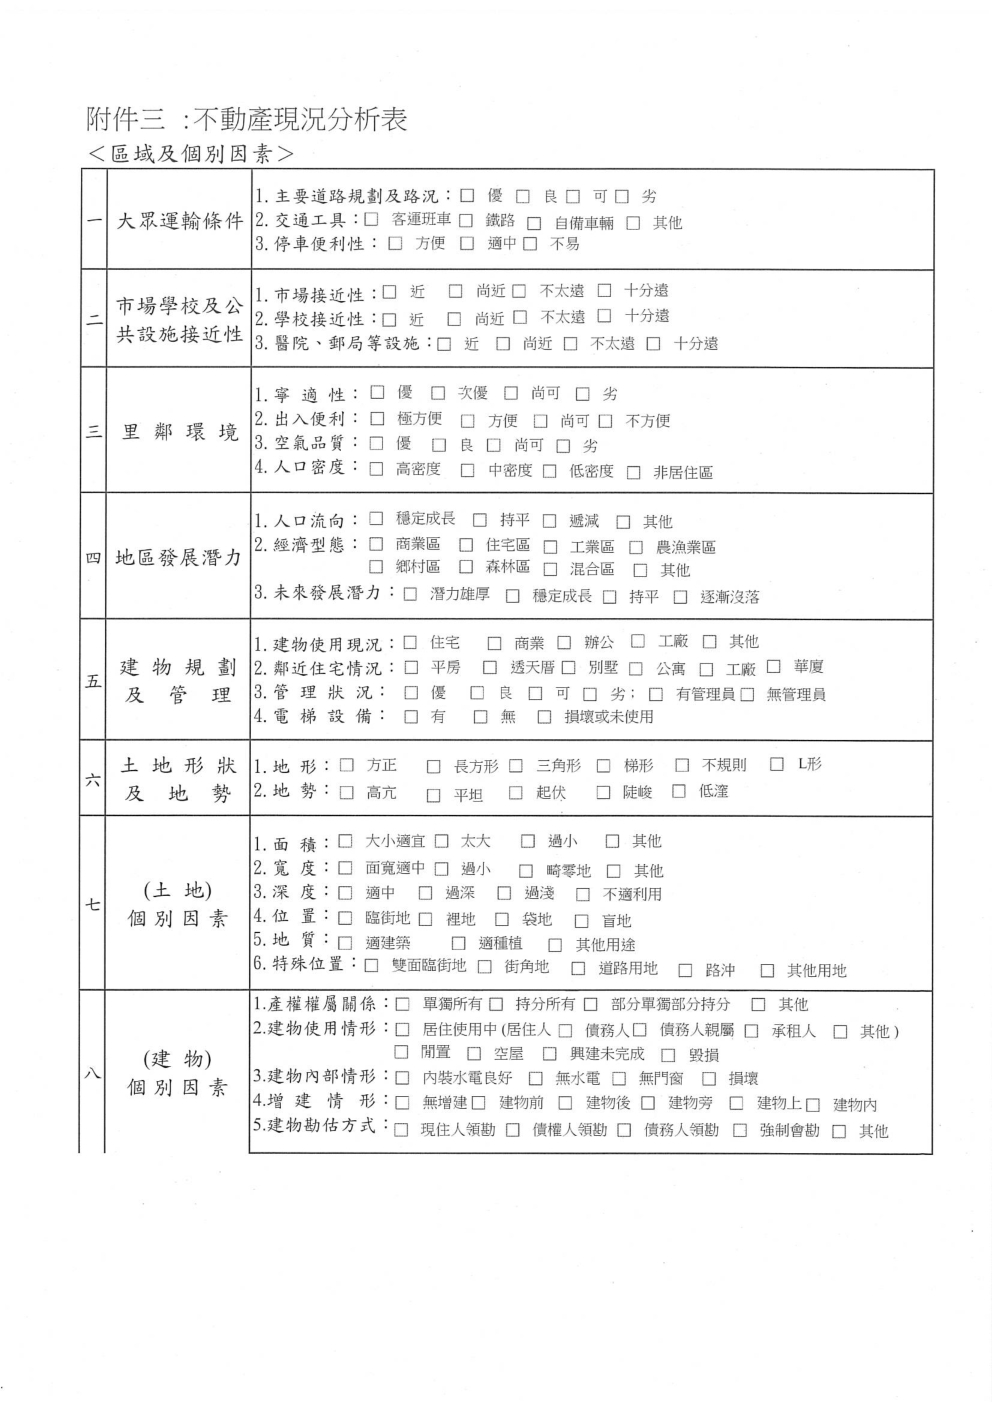 附件三 :不動產現況分析表
＜區域及個別因素＞
一 大眾運輸條件
1.主要道路規劃及路況：□ 優 □ 良 □ 可 □ 劣
2.交通工具：□ 客運班車 □ 鐵路 □ 自備車輛 □ 其他
3.停車便利性：□ 方便 □ 適中 □ 不易
二 市場學校及公
共設施接近性
1.市場接近性：□ 近 □ 尚近 □ 不太遠 □ 十分遠
2.學校接近性：□ 近 □ 尚近 □ 不太遠 □ 十分遠
3.醫院、郵局等設施：□ 近 □ 尚近 □ 不太遠 □ 十分遠
三 里鄰環境
1.寧適性：□ 優 □ 次優 □ 尚可 □ 劣
2.出入便利：□ 極方便 □ 方便 □ 尚可 □ 不方便
3.空氣品質：□ 優 □ 良 □ 尚可 □ 劣
4.人口密度：□ 高密度 □ 中密度 □ 低密度 □ 非居住區
四 地區發展潛力
1.人口流向：□ 穩定成長 □ 持平 □ 遞減 □ 其他
2.經濟型態：□ 商業區 □ 住宅區 □ 工業區 □ 農漁業區
□ 鄉村區 □ 森林區 □ 混合區 □ 其他
3.未來發展潛力：□ 潛力雄厚 □ 穩定成長 □ 持平 □ 逐漸沒落
五 建物規劃
及管理
1.建物使用現況：□ 住宅 □ 商業 □ 辦公 □ 工廠 □ 其他
2.鄰近住宅情況：□ 平房 □ 透天厝 □ 別墅 □ 公寓 □ 工廠 □ 華廈
3.管理狀況：□ 優 □ 良 □ 可 □ 劣；□ 有管理員 □ 無管理員
4.電梯設備：□ 有 □ 無 □ 損壞或未使用
六 土地形狀
及地勢
1.地形：□ 方正 □ 長方形 □ 三角形 □ 梯形 □ 不規則 □ L形
2.地勢：□ 高亢 □ 平坦 □ 起伏 □ 陡峻 □ 低漥
七 (土地)
個別因素
1.面積：□ 大小適宜 □ 太大 □ 過小 □ 其他
2.寬度：□ 面寬適中 □ 過小 □ 畸零地 □ 其他
3.深度：□ 適中 □ 過深 □ 過淺 □ 不適利用
4.位置：□ 臨街地 □ 裡地 □ 袋地 □ 盲地
5.地質：□ 適建築 □ 適種植 □ 其他用途
6.特殊位置：□ 雙面臨街地 □ 街角地 □ 道路用地 □ 路沖 □ 其他用地
八 (建物)
個別因素
1.產權權屬關係：□ 單獨所有 □ 持分所有 □ 部分單獨部分持分 □ 其他
2.建物使用情形：□ 居住使用中(居住人 □ 債務人 □ 債務人親屬 □ 承租人 □ 其他)
□ 閒置 □ 空屋 □ 興建未完成 □ 毀損
3.建物內部情形：□ 內裝水電良好 □ 無水電 □ 無門窗 □ 損壞
4.增建情形：□ 無增建 □ 建物前 □ 建物後 □ 建物旁 □ 建物上 □ 建物內
5.建物勘估方式：□ 現住人領勘 □ 債權人領勘 □ 債務人領勘 □ 強制會勘 □ 其他